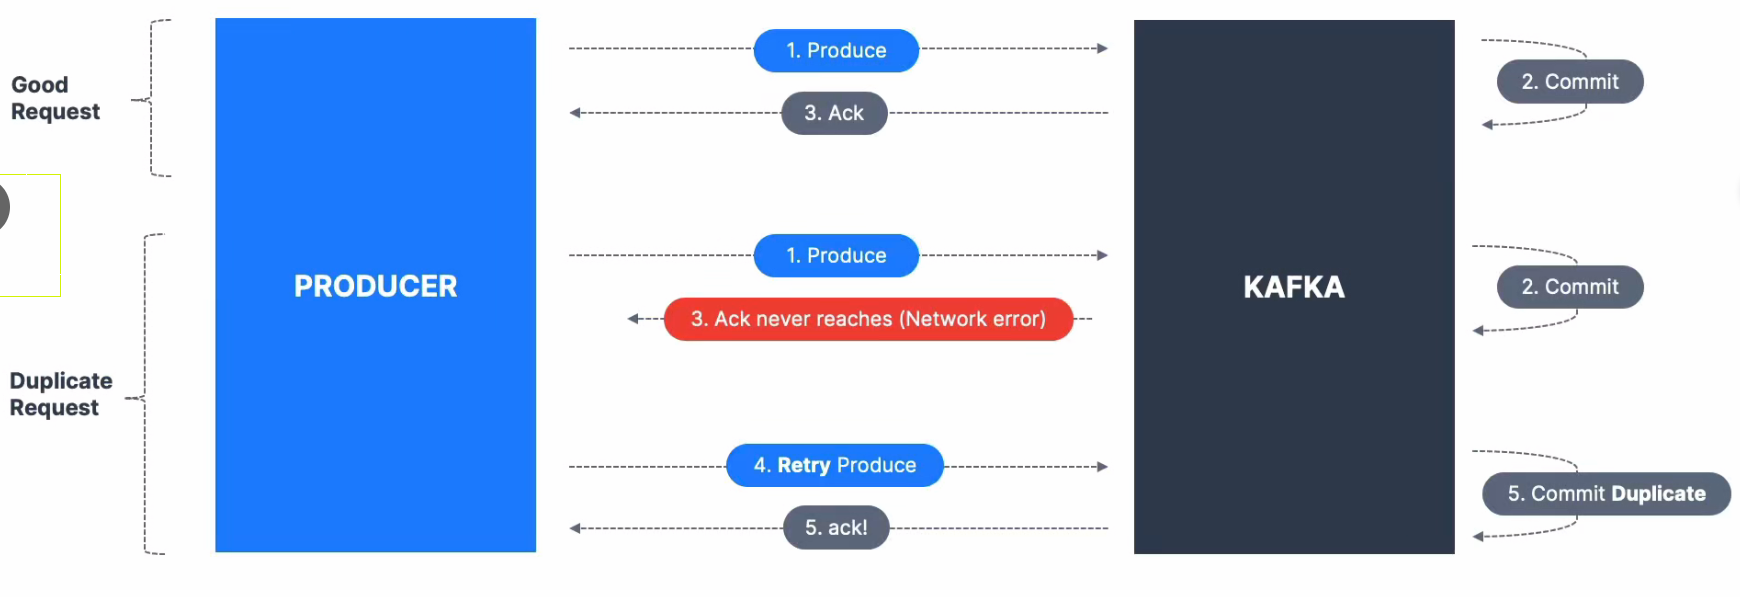 Good
Request
PRODUCER
1. Produce
3. Ack
KAFKA
2. Commit
Duplicate
Request
1. Produce
3. Ack never reaches (Network error)
2. Commit
4. Retry Produce
5. ack!
5. Commit Duplicate